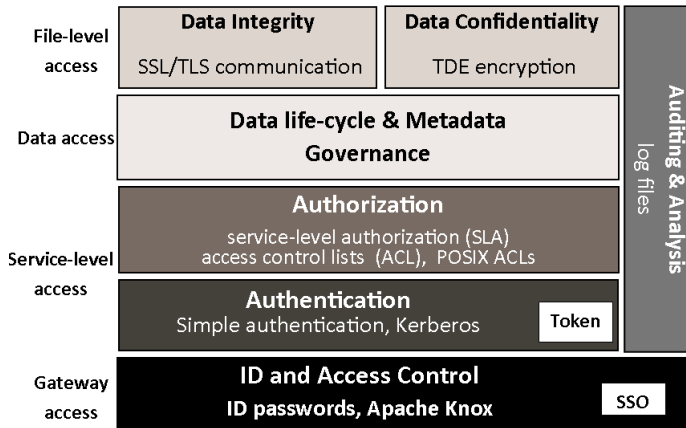 File-level
access
Data Integrity
SSL/TLS communication
Data Confidentiality
TDE encryption
Data access
Data life-cycle & Metadata
Governance
Service-level
access
Authorization
service-level authorization (SLA)
access control lists (ACL), POSIX ACLs
Authentication
Simple authentication, Kerberos
Token
Gateway
access
ID and Access Control
ID passwords, Apache Knox
SSO
Auditing & Analysis
log files